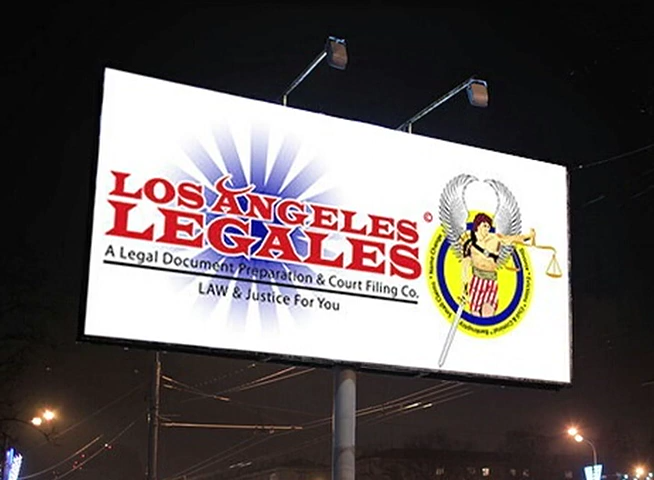 LOS ANGELES
LEGALES ©
A Legal Document Preparation & Court Filing Co.
LAW & Justice For You